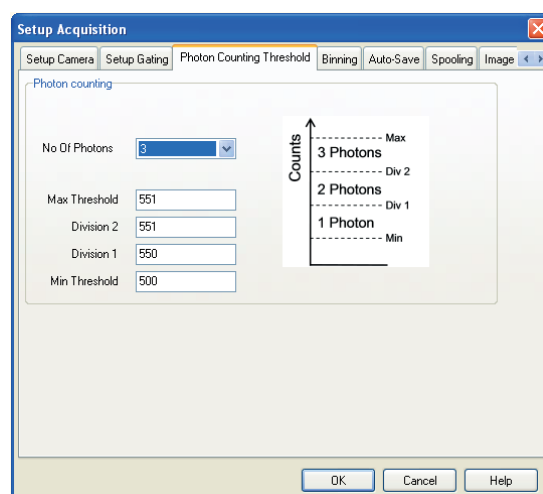 Setup Acquisition
Setup Camera Setup Gating Photon Counting Threshold Binning Auto-Save Spooling Image
Photon counting
No Of Photons 3
Max Threshold 551
Division 2 551
Division 1 550
Min Threshold 500
Counts
Max
3 Photons
Div 2
2 Photons
Div 1
1 Photon
Min
OK Cancel Help